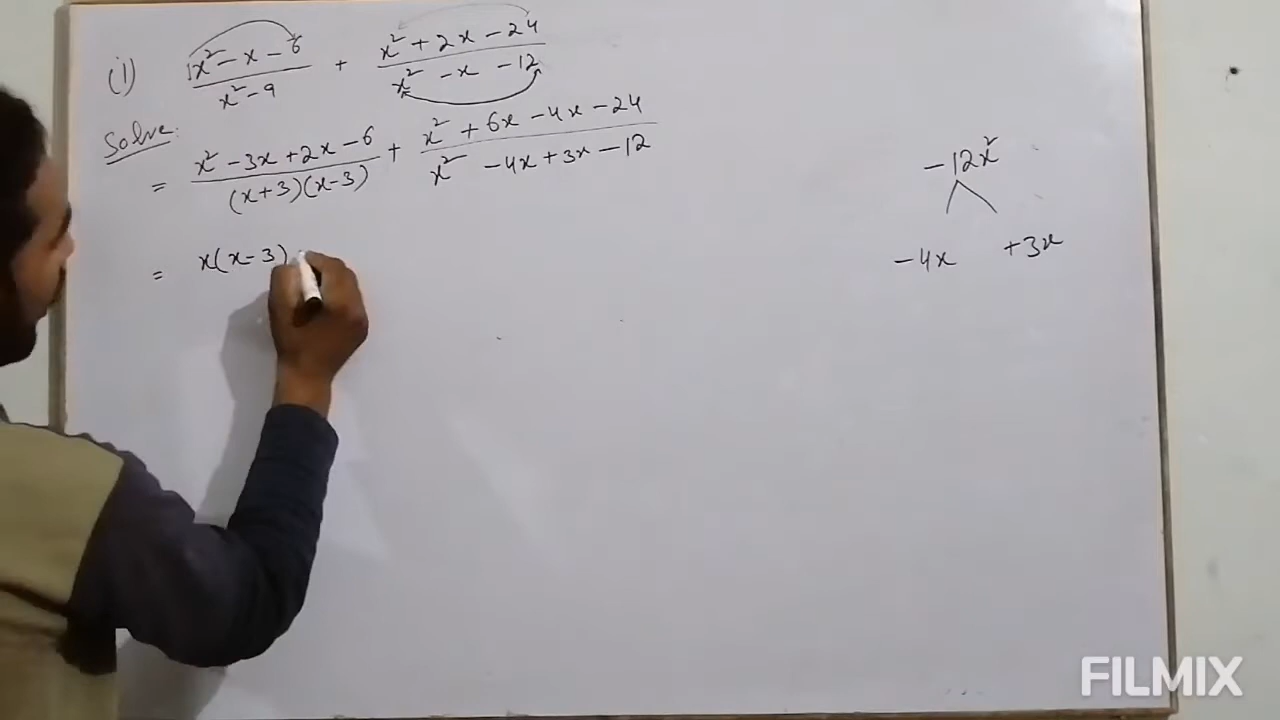 (i) 1x² - x - 6 / x² - 9 + x² + 2x - 24 / x² - x - 12
Solve:
= x² - 3x + 2x - 6 / (x+3)(x-3) + x² + 6x - 4x - 24 / x² - 4x + 3x - 12
= x(x-3)
-12x²
-4x +3x
FILMIX